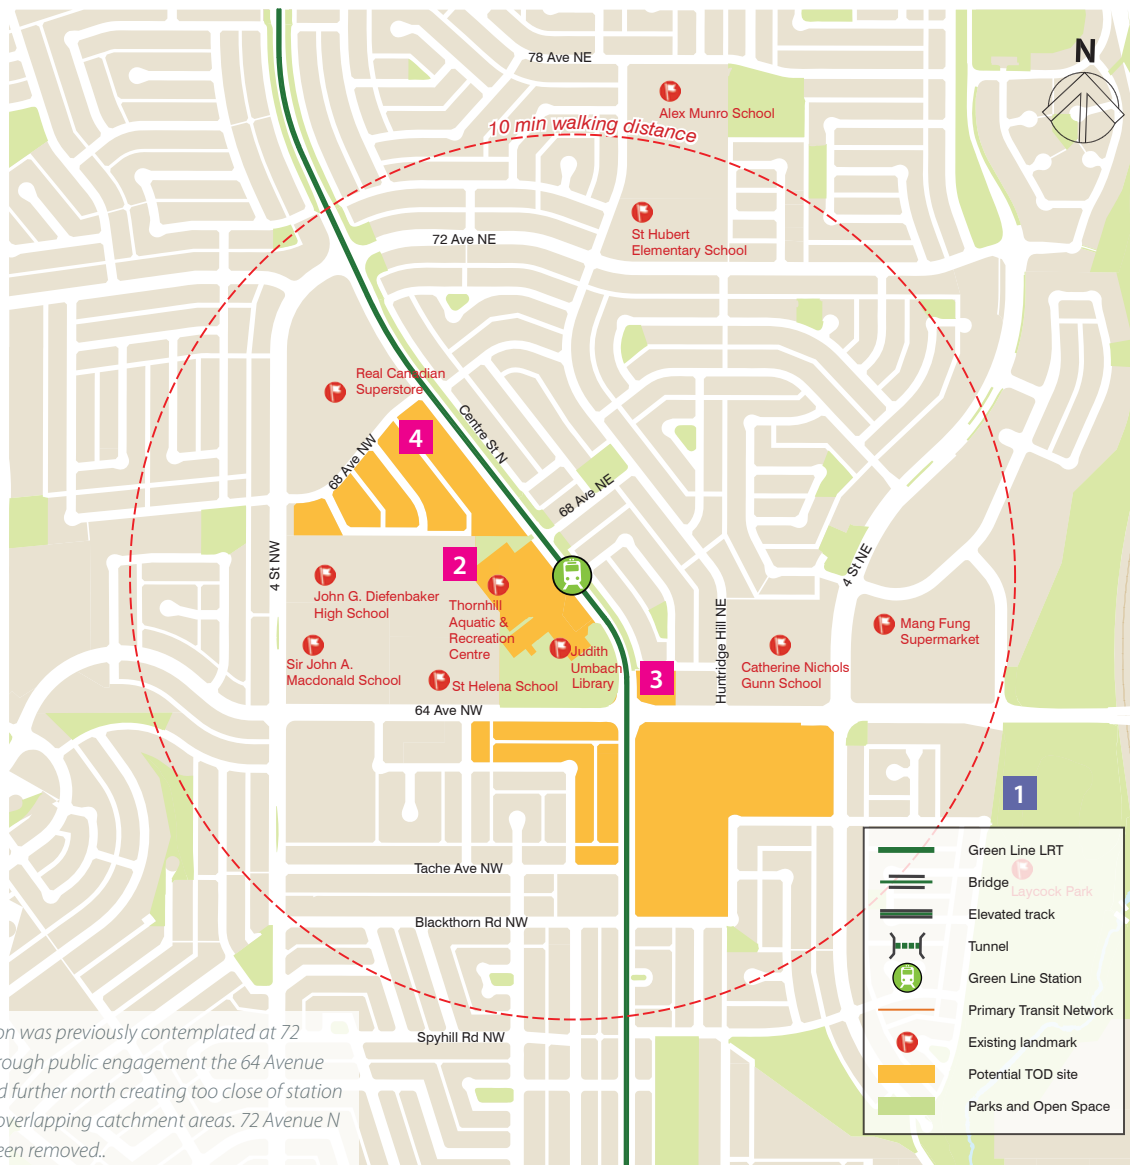 78 Ave NE
N
Alex Munro School
10 min walking distance
St Hubert
Elementary School
72 Ave NE
Real Canadian
Superstore
Centre St N
4
68 Ave NW
68 Ave NE
2
4 St NW
4 St NE
John G. Diefenbaker
High School
Thornhill
Aquatic &
Recreation
Centre
Huntridge Hill NE
Mang Fung
Supermarket
Sir John A.
Macdonald School
Judith
Umbach
Library
Catherine Nichols
Gunn School
St Helena School
3
64 Ave NW
1
Tache Ave NW
Blackthorn Rd NW
Laycock Park
Spyhill Rd NW
Green Line LRT
Bridge
Elevated track
Tunnel
Green Line Station
Primary Transit Network
Existing landmark
Potential TOD site
Parks and Open Space
on was previously contemplated at 72
rough public engagement the 64 Avenue
d further north creating too close of station
overlapping catchment areas. 72 Avenue N
een removed..